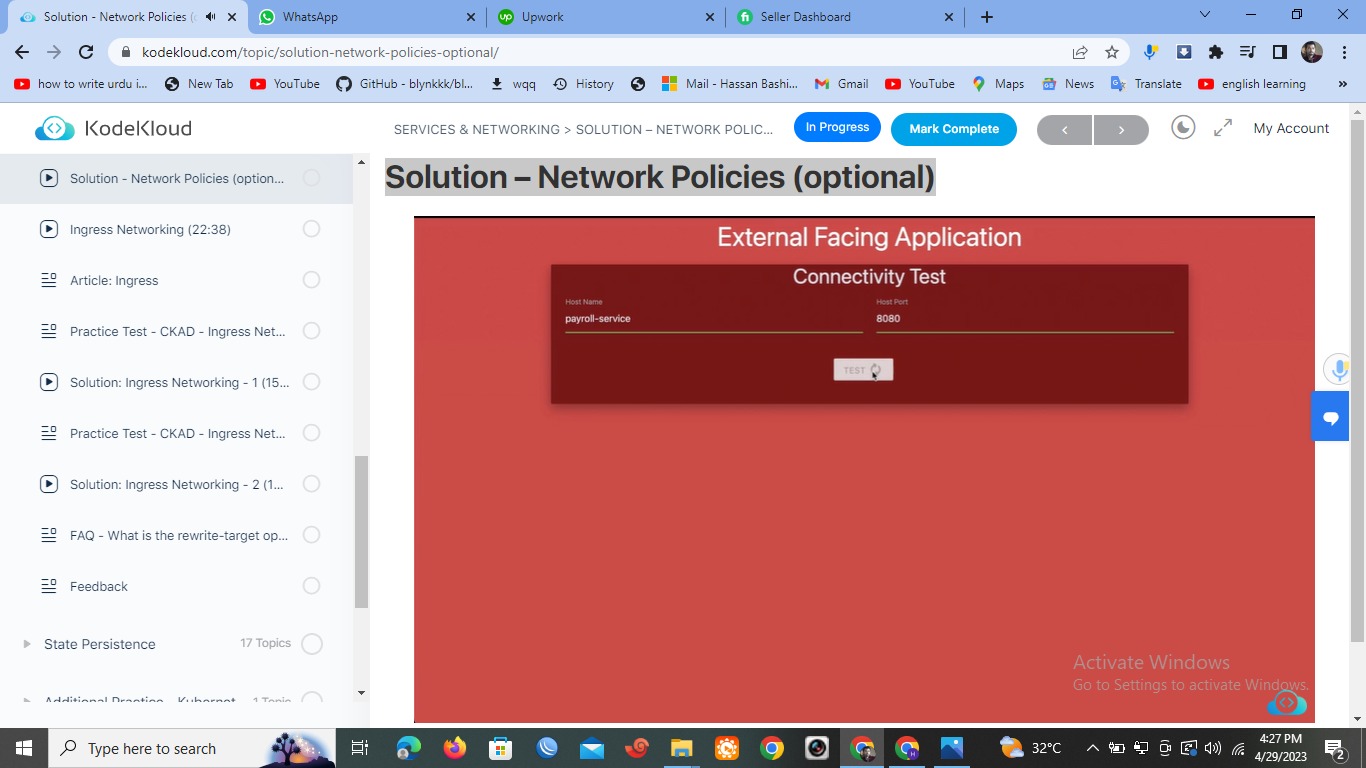 Solution - Network Policies (
WhatsApp
Upwork
Seller Dashboard
kodekloud.com/topic/solution-network-policies-optional/
how to write urdu i...
New Tab
YouTube
GitHub - blynkkk/bl...
wqq
History
Mail - Hassan Bashi...
Gmail
YouTube
Maps
News
Translate
english learning
KodeKloud
SERVICES & NETWORKING > SOLUTION – NETWORK POLIC...
In Progress
Mark Complete
My Account
Solution - Network Policies (option...
Ingress Networking (22:38)
Article: Ingress
Practice Test - CKAD - Ingress Net...
Solution: Ingress Networking - 1 (15...
Practice Test - CKAD - Ingress Net...
Solution: Ingress Networking - 2 (1...
FAQ - What is the rewrite-target op...
Feedback
State Persistence
17 Topics
Additional Practice - Kubernet
1 Topic
Solution – Network Policies (optional)
External Facing Application
Connectivity Test
Host Name
payroll-service
Host Port
8080
TEST
Activate Windows
Go to Settings to activate Windows.
Type here to search
32°C
4:27 PM
4/29/2023
2